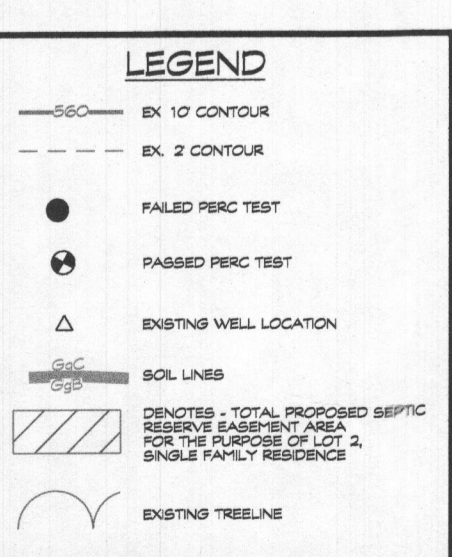 LEGEND
560 EX 10' CONTOUR
EX. 2' CONTOUR
FAILED PERC TEST
PASSED PERC TEST
EXISTING WELL LOCATION
GgC
GgB
SOIL LINES
DENOTES - TOTAL PROPOSED SEPTIC
RESERVE EASEMENT AREA
FOR THE PURPOSE OF LOT 2,
SINGLE FAMILY RESIDENCE
EXISTING TREELINE